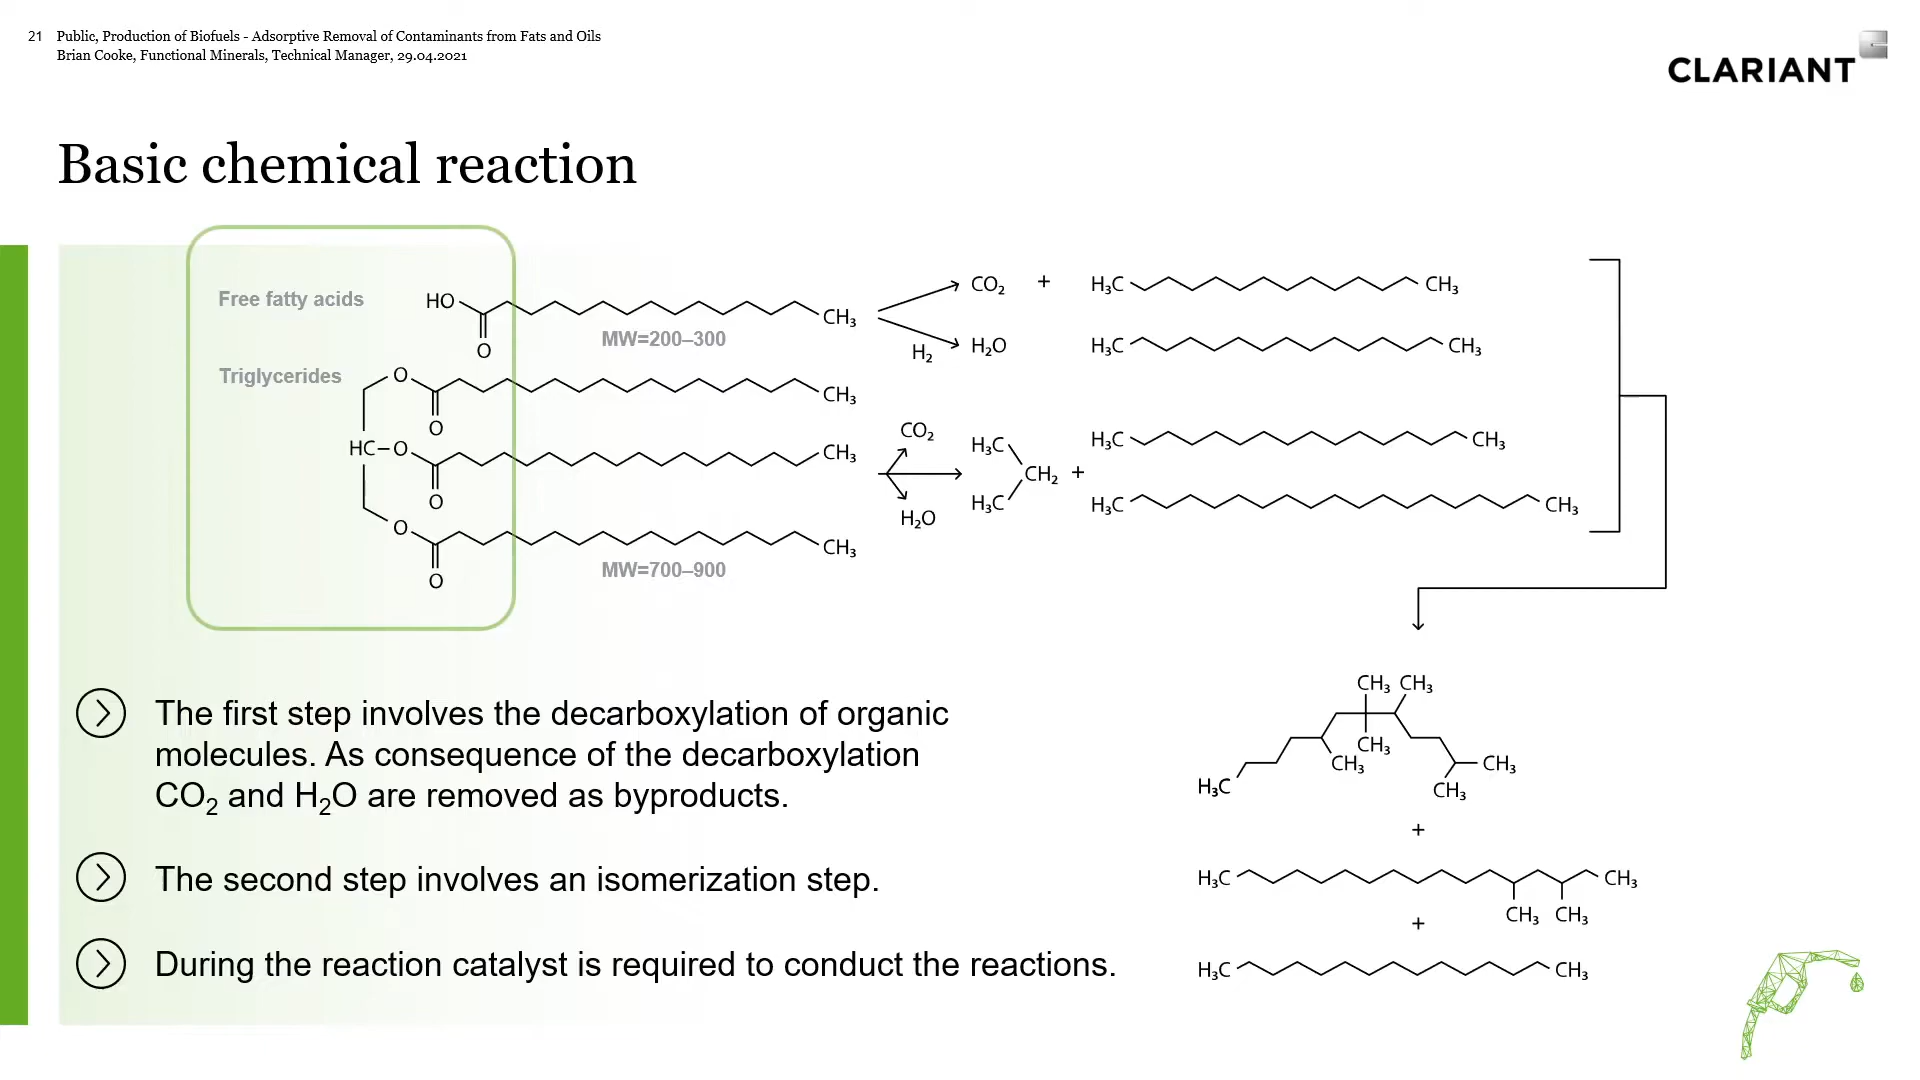 21 Public, Production of Biofuels - Adsorptive Removal of Contaminants from Fats and Oils
Brian Cooke, Functional Minerals, Technical Manager, 29.04.2021
CLARIANT
Basic chemical reaction
Free fatty acids
HO
O
CH₃
MW=200–300
H₂
CO₂ + H₃C CH₃
H₂O H₃C CH₃
Triglycerides
O
O
CH₃
HC–O
O
CH₃
O
O
CH₃
MW=700–900
CO₂
H₂O
H₃C
CH₂ +
H₃C
H₃C CH₃
H₃C CH₃
CH₃ CH₃
CH₃
CH₃
CH₃
H₃C
CH₃
+
H₃C CH₃
CH₃ CH₃
+
H₃C CH₃
The first step involves the decarboxylation of organic
molecules. As consequence of the decarboxylation
CO₂ and H₂O are removed as byproducts.
The second step involves an isomerization step.
During the reaction catalyst is required to conduct the reactions.